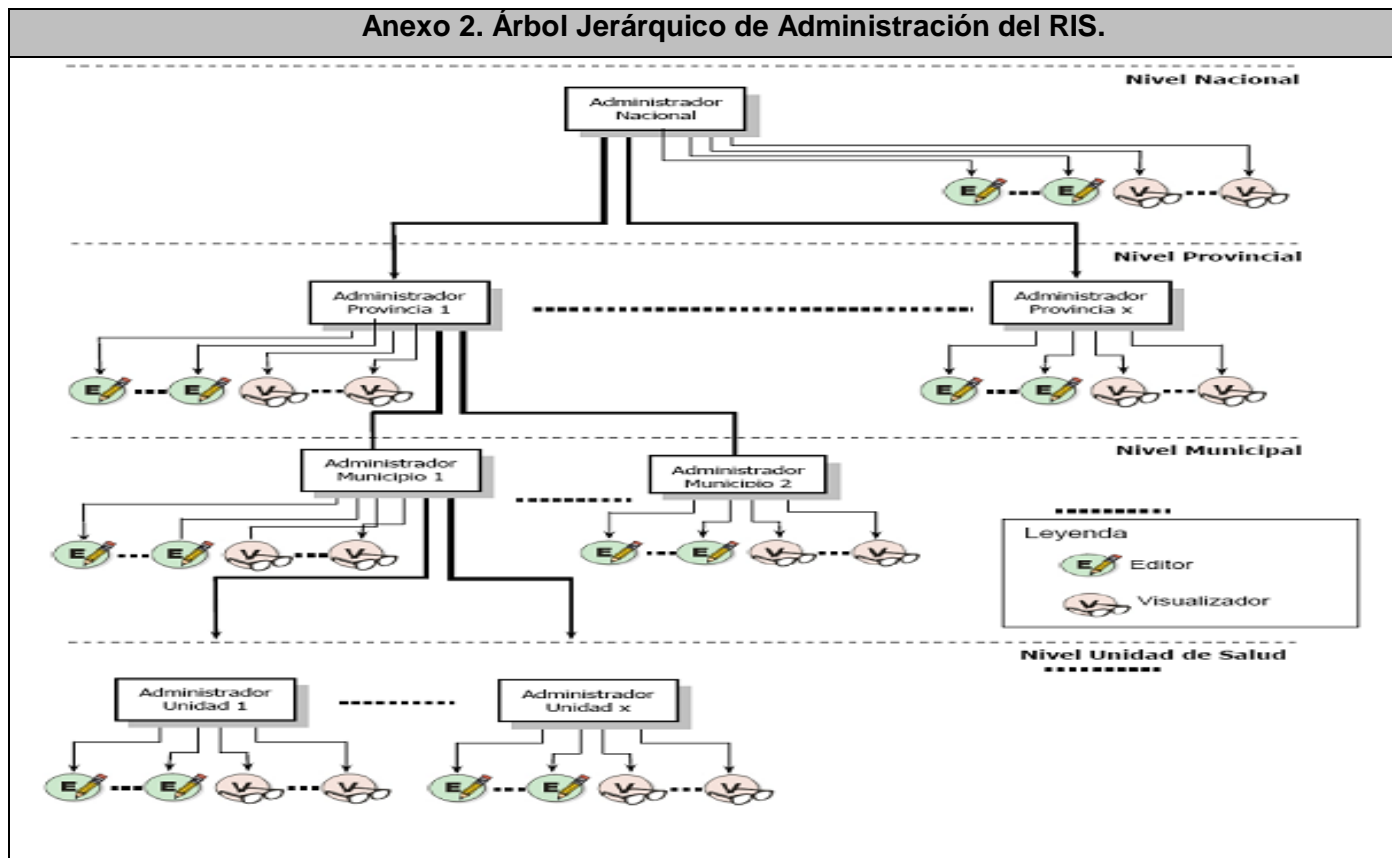 Anexo 2. Árbol Jerárquico de Administración del RIS.
Nivel Nacional
Administrador
Nacional
E E V V
Nivel Provincial
Administrador
Provincia 1
Administrador
Provincia x
E E V V
E E V V
Nivel Municipal
Administrador
Municipio 1
Administrador
Municipio 2
E E V V
E E V V
Leyenda
E Editor
V Visualizador
Nivel Unidad de Salud
Administrador
Unidad 1
Administrador
Unidad x
E E V V
E E V V